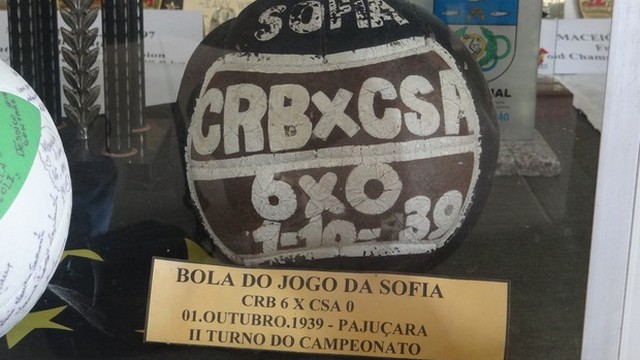 SOFIA
CRBXCSA
6X0
1-10-39
BOLA DO JOGO DA SOFIA
CRB 6 X CSA 0
01.OUTUBRO.1939 - PAJUÇARA
II TURNO DO CAMPEONATO
MACEIO